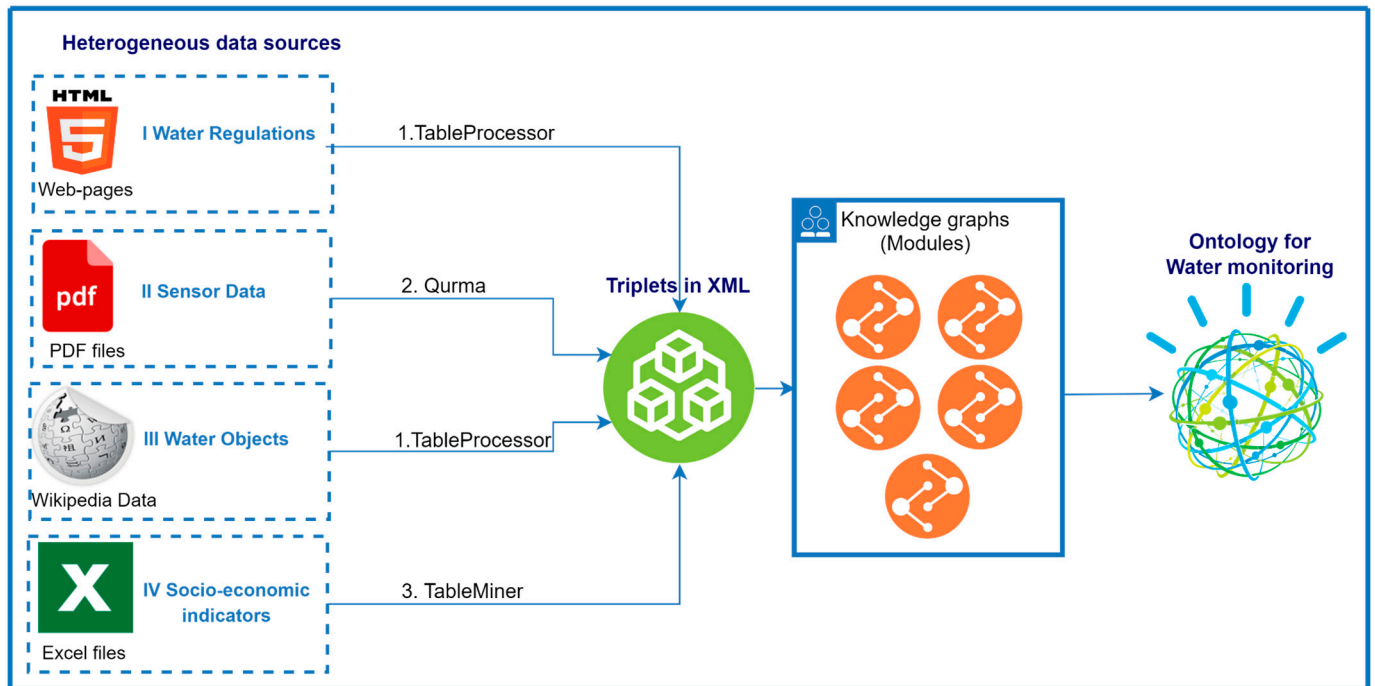 Heterogeneous data sources
HTML
5
I Water Regulations
Web-pages
1.TableProcessor
pdf
II Sensor Data
PDF files
2. Qurma
III Water Objects
Wikipedia Data
1.TableProcessor
X
IV Socio-economic
indicators
Excel files
3. TableMiner
Triplets in XML
Knowledge graphs
(Modules)
Ontology for
Water monitoring